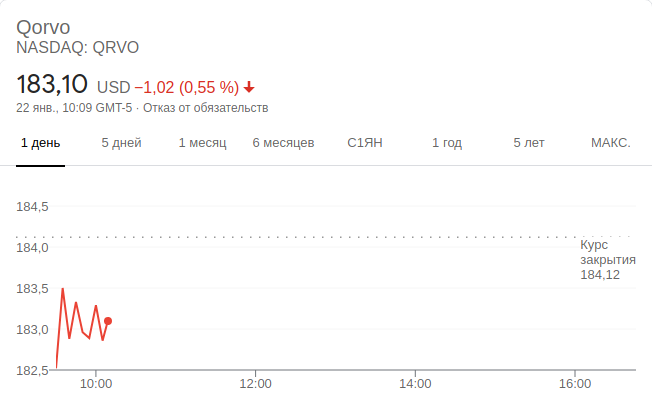 Qorvo
NASDAQ: QRVO
183,10 USD −1,02 (0,55 %)
22 янв., 10:09 GMT-5 · Отказ от обязательств
1 день 5 дней 1 месяц 6 месяцев С1ЯН 1 год 5 лет МАКС.
184,5
184,0
Курс
закрытия
184,12
183,5
183,0
182,5
10:00 12:00 14:00 16:00